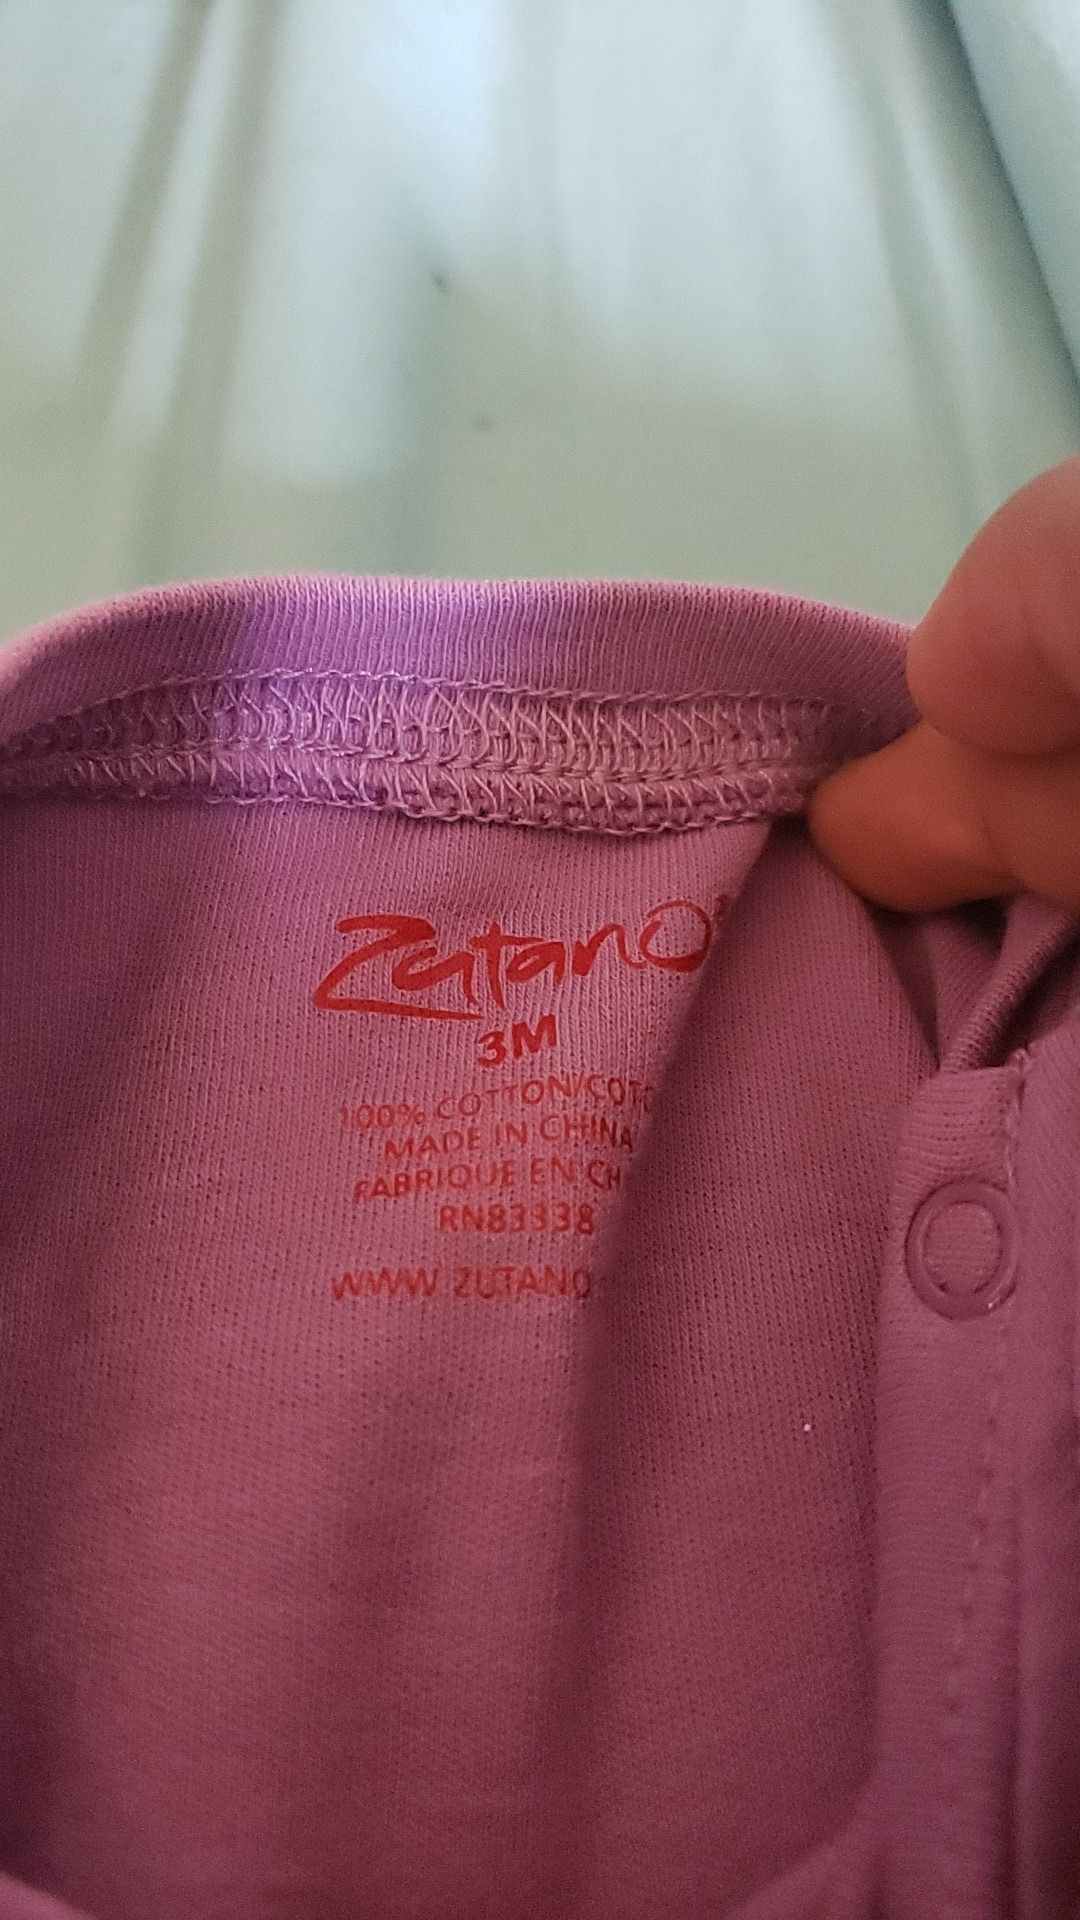 Zutano
3M
100% COTTON/COTO
MADE IN CHINA
FABRIQUE EN CH
RN83338
WWW.ZUTANO